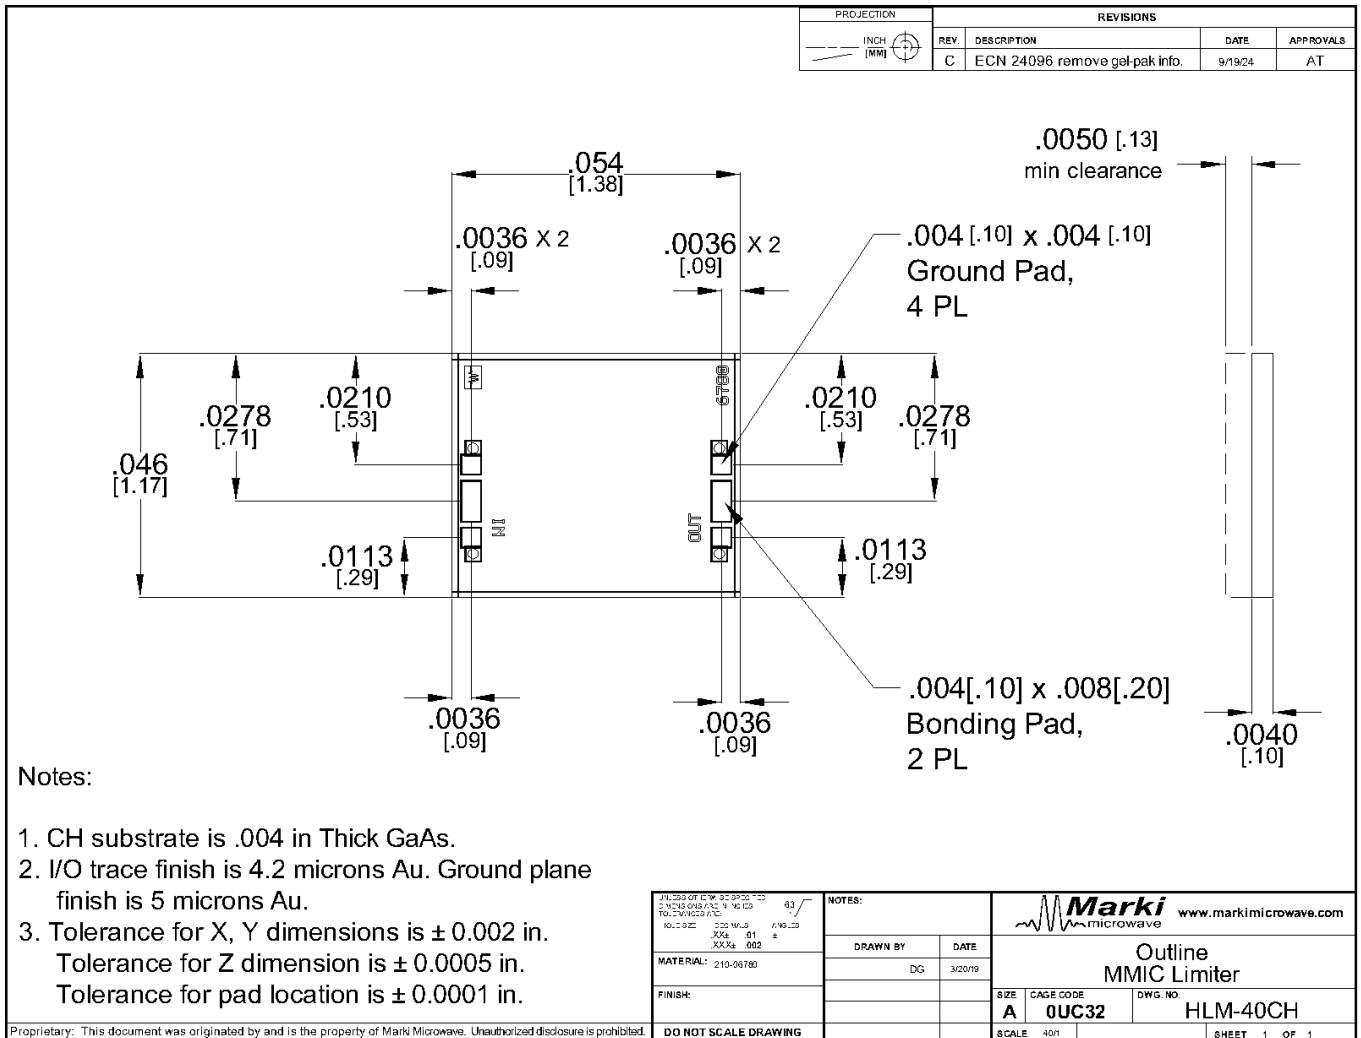 PROJECTION
INCH
[MM]
REVISIONS
REV. DESCRIPTION DATE APPROVALS
C ECN 24096 remove gel-pak info. 9/19/24 AT
.0050 [.13]
min clearance
.054
[1.38]
.0036 X 2
[.09]
.0036 X 2
[.09]
.004 [.10] x .004 [.10]
Ground Pad,
4 PL
6780
.0210
[.53]
.0278
[.71]
.046
[1.17]
.0210
[.53]
.0278
[.71]
IN
OUT
.0113
[.29]
.0113
[.29]
.0036
[.09]
.0036
[.09]
.004[.10] x .008[.20]
Bonding Pad,
2 PL
.0040
[.10]
Notes:
1. CH substrate is .004 in Thick GaAs.
2. I/O trace finish is 4.2 microns Au. Ground plane
finish is 5 microns Au.
3. Tolerance for X, Y dimensions is ± 0.002 in.
Tolerance for Z dimension is ± 0.0005 in.
Tolerance for pad location is ± 0.0001 in.
Proprietary: This document was originated by and is the property of Marki Microwave. Unauthorized disclosure is prohibited.
63
.XX± .01 ±
.XXX± .002
MATERIAL: 210-06780
FINISH:
DO NOT SCALE DRAWING
NOTES:
DRAWN BY DATE
DG 3/20/19
Marki
microwave
www.markimicrowave.com
Outline
MMIC Limiter
SIZE CAGE CODE DWG. NO.
A 0UC32 HLM-40CH
SCALE 40/1 SHEET 1 OF 1